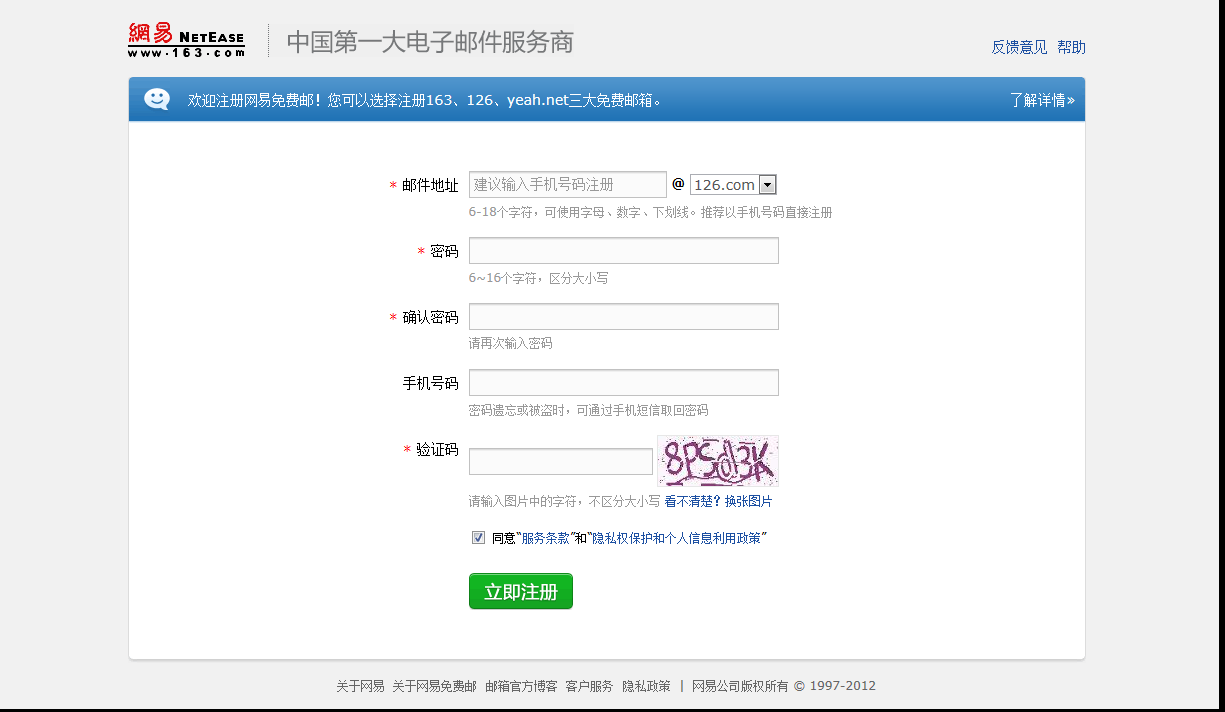 網易 NETEASE
www.163.com
中国第一大电子邮件服务商
反馈意见 帮助
欢迎注册网易免费邮！您可以选择注册163、126、yeah.net三大免费邮箱。
了解详情»
* 邮件地址 建议输入手机号码注册 @ 126.com
6-18个字符，可使用字母、数字、下划线。推荐以手机号码直接注册
* 密码
6~16个字符，区分大小写
* 确认密码
请再次输入密码
手机号码
密码遗忘或被盗时，可通过手机短信取回密码
* 验证码
请输入图片中的字符，不区分大小写 看不清楚？换张图片
同意“服务条款”和“隐私权保护和个人信息利用政策”
立即注册
关于网易 关于网易免费邮 邮箱官方博客 客户服务 隐私政策 | 网易公司版权所有 © 1997-2012